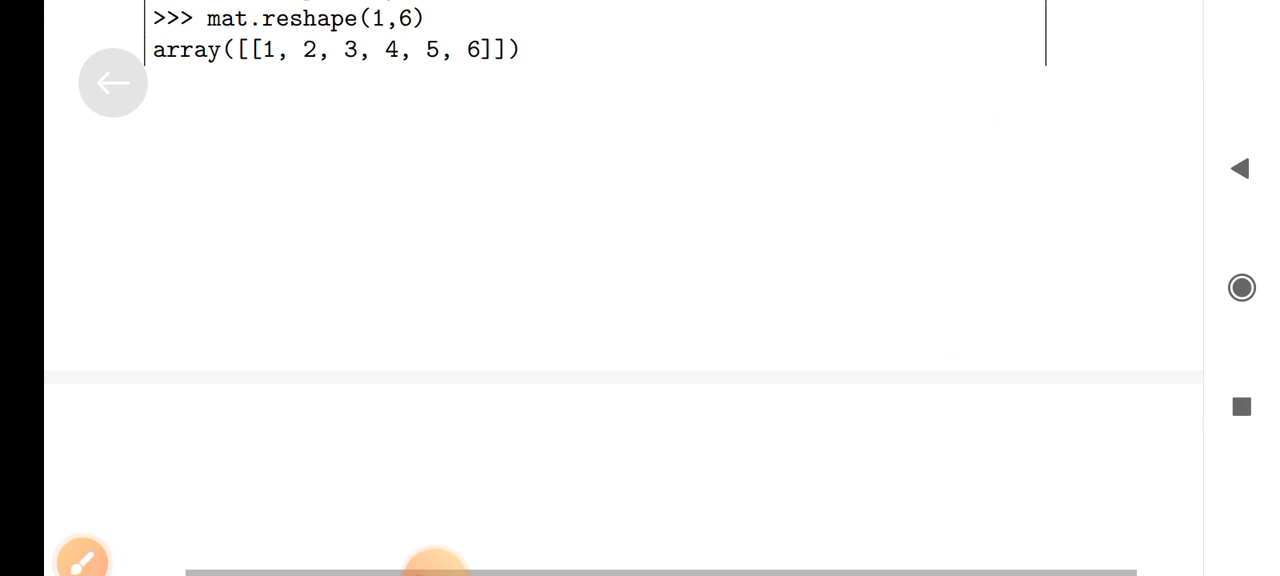 >>> mat.reshape(1,6)
array([[1, 2, 3, 4, 5, 6]])